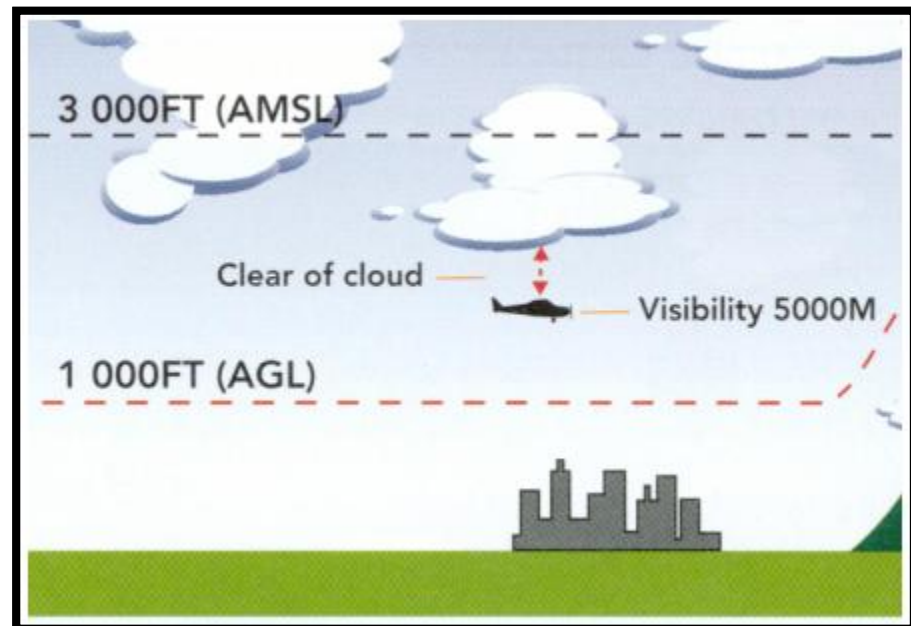 3 000FT (AMSL)
Clear of cloud
Visibility 5000M
1 000FT (AGL)